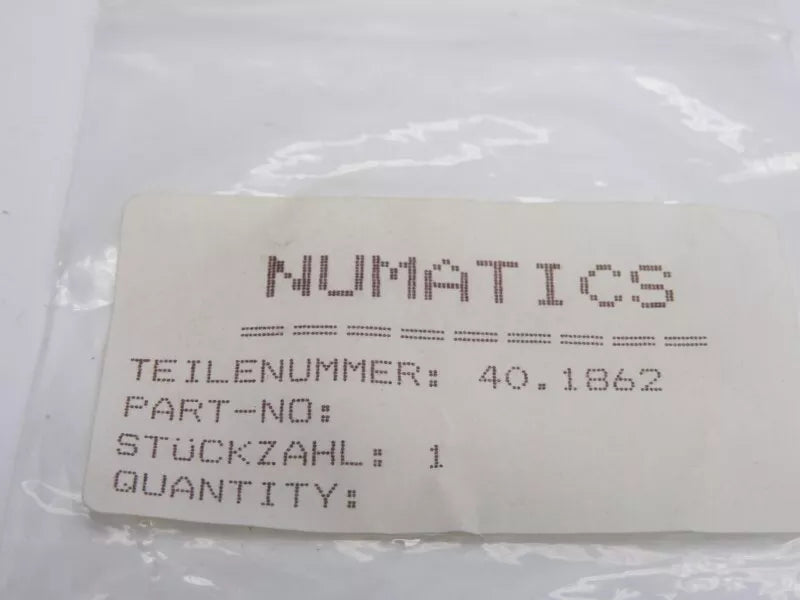 NUMATICS
=========
TEILENUMMER: 40.1862
PART-NO:
STüCKZAHL: 1
QUANTITY: